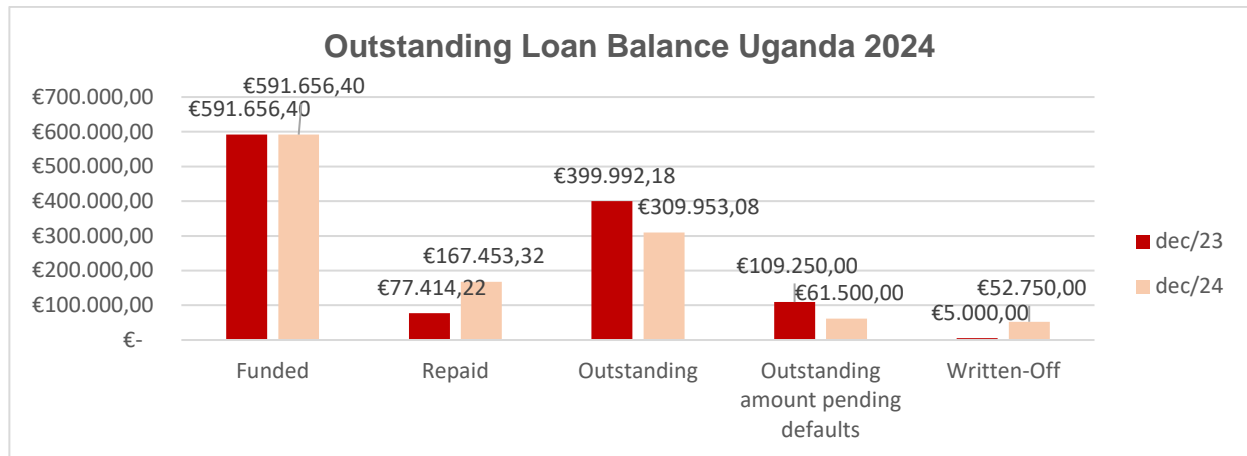 Outstanding Loan Balance Uganda 2024
€700.000,00
€600.000,00
€500.000,00
€400.000,00
€300.000,00
€200.000,00
€100.000,00
€-
€591.656,40
€591.656,40
€77.414,22
€167.453,32
€399.992,18
€309.953,08
€109.250,00
€61.500,00
€5.000,00
€52.750,00
Funded
Repaid
Outstanding
Outstanding
amount pending
defaults
Written-Off
dec/23
dec/24